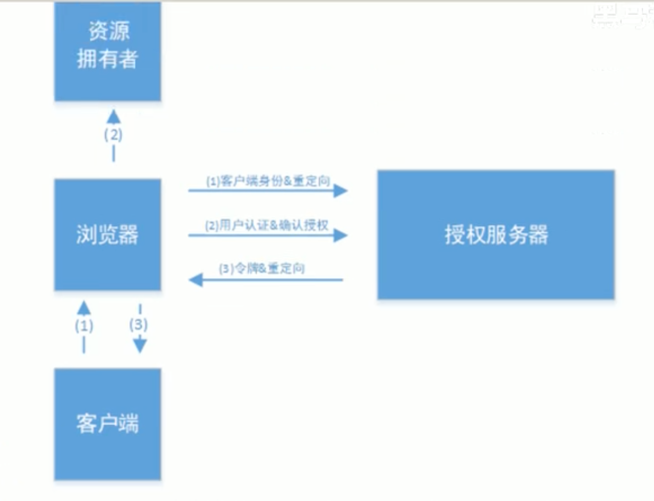 资源
拥有者
(2)
(1)客户端身份&重定向
(2)用户认证&确认授权
浏览器
授权服务器
(3)令牌&重定向
(1)
(3)
客户端